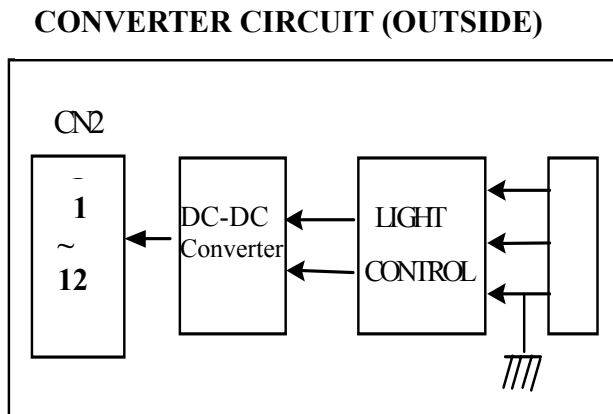 CONVERTER CIRCUIT (OUTSIDE)
CN2
1
~
12
DC-DC
Converter
LIGHT
CONTROL